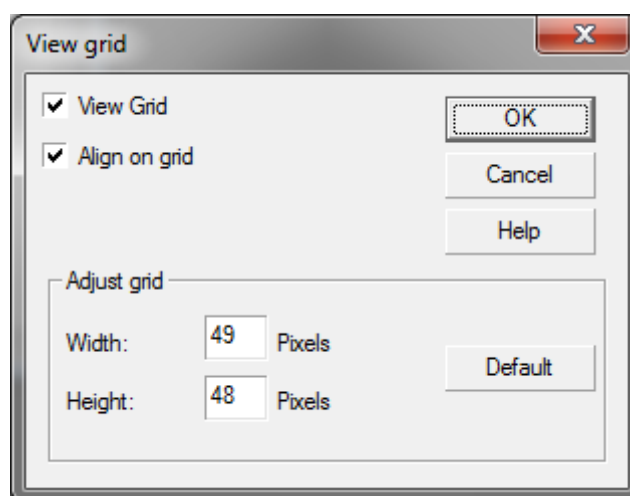 View grid
View Grid
OK
Align on grid
Cancel
Help
Adjust grid
Width: 49 Pixels
Default
Height: 48 Pixels